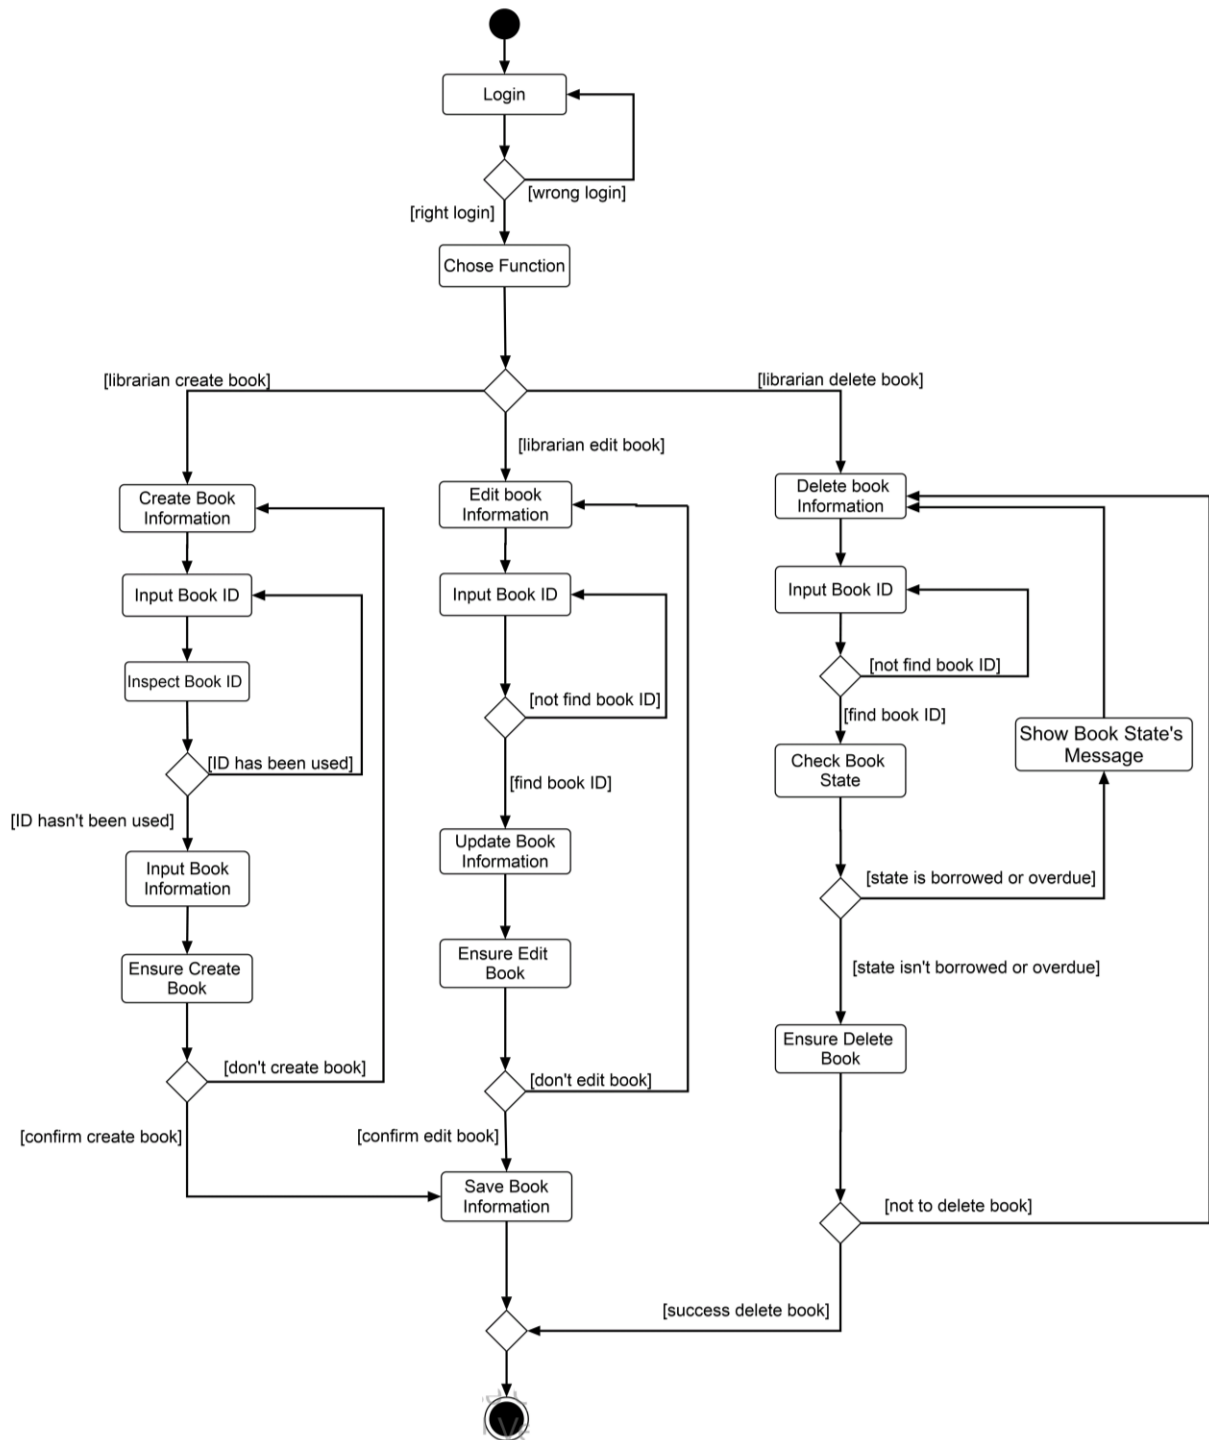 Login
[wrong login]
[right login]
Chose Function
[librarian create book]
[librarian delete book]
[librarian edit book]
Create Book
Information
Edit book
Information
Delete book
Information
Input Book ID
Input Book ID
Input Book ID
Inspect Book ID
[not find book ID]
[not find book ID]
[find book ID]
Show Book State's
Message
[ID has been used]
[find book ID]
Check Book
State
[ID hasn't been used]
Update Book
Information
Input Book
Information
[state is borrowed or overdue]
Ensure Create
Book
Ensure Edit
Book
[state isn't borrowed or overdue]
Ensure Delete
Book
[don't create book]
[don't edit book]
[confirm create book]
[confirm edit book]
Save Book
Information
[not to delete book]
[success delete book]